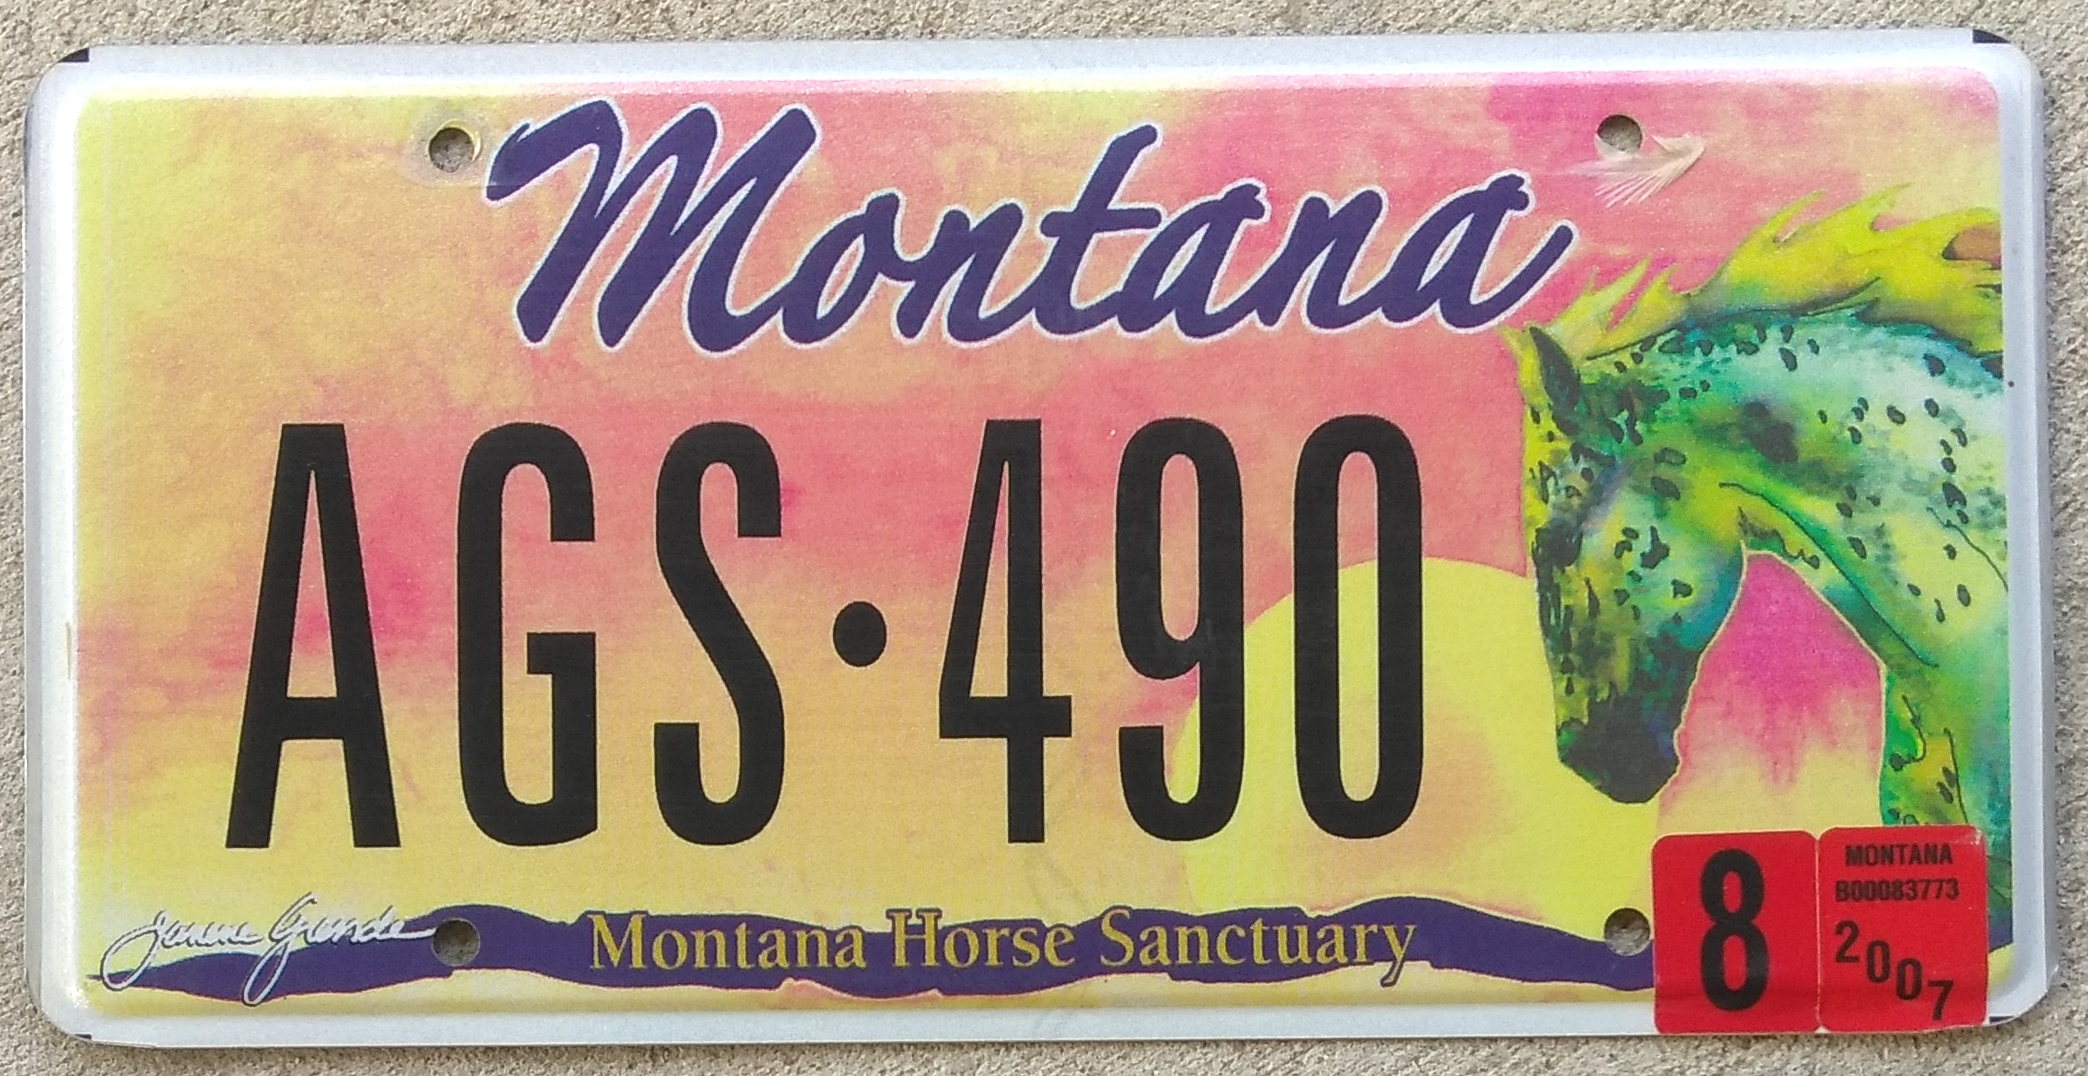 Montana
AGS•490
Montana Horse Sanctuary
8
MONTANA
B00083773
2007